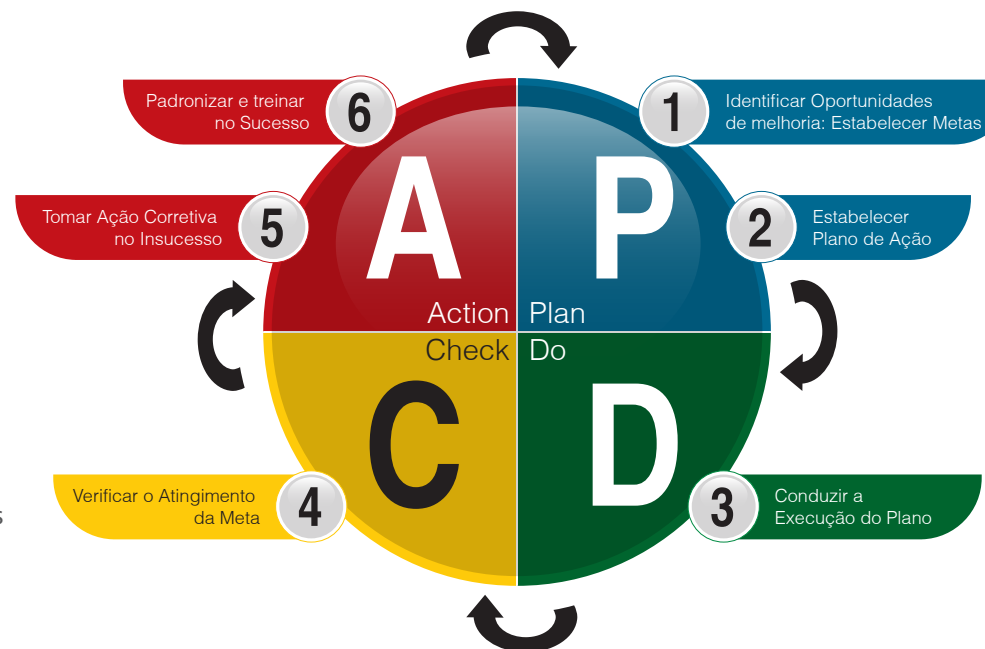 6
Padronizar e treinar
no Sucesso
1
Identificar Oportunidades
de melhoria: Estabelecer Metas
A
P
5
Tomar Ação Corretiva
no Insucesso
2
Estabelecer
Plano de Ação
Action
Plan
Check
Do
C
D
4
Verificar o Atingimento
da Meta
3
Conduzir a
Execução do Plano
s